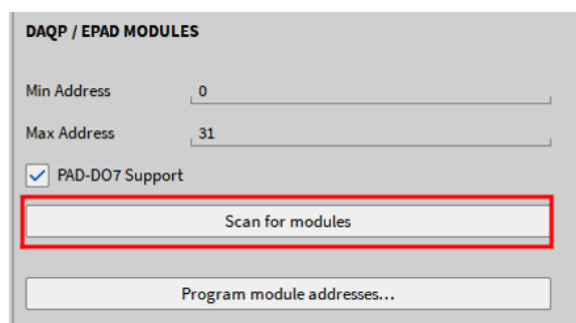 DAQP / EPAD MODULES
Min Address 0
Max Address 31
PAD-DO7 Support
Scan for modules
Program module addresses...